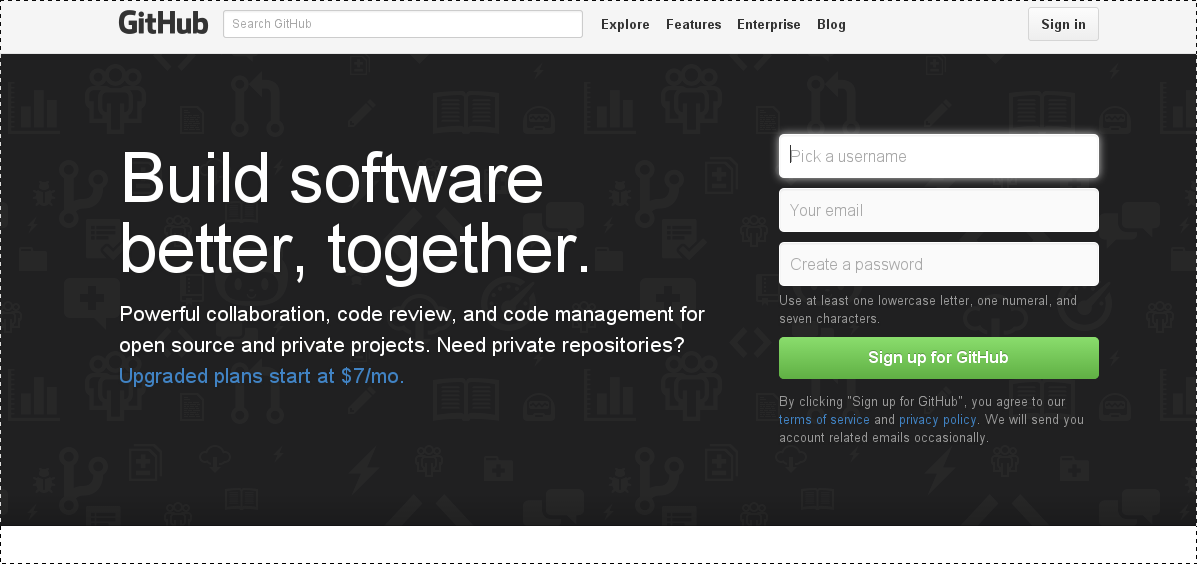 GitHub Search GitHub Explore Features Enterprise Blog Sign in
Build software
better, together.
Powerful collaboration, code review, and code management for
open source and private projects. Need private repositories?
Upgraded plans start at $7/mo.
Pick a username
Your email
Create a password
Use at least one lowercase letter, one numeral, and
seven characters.
Sign up for GitHub
By clicking "Sign up for GitHub", you agree to our
terms of service and privacy policy. We will send you
account related emails occasionally.